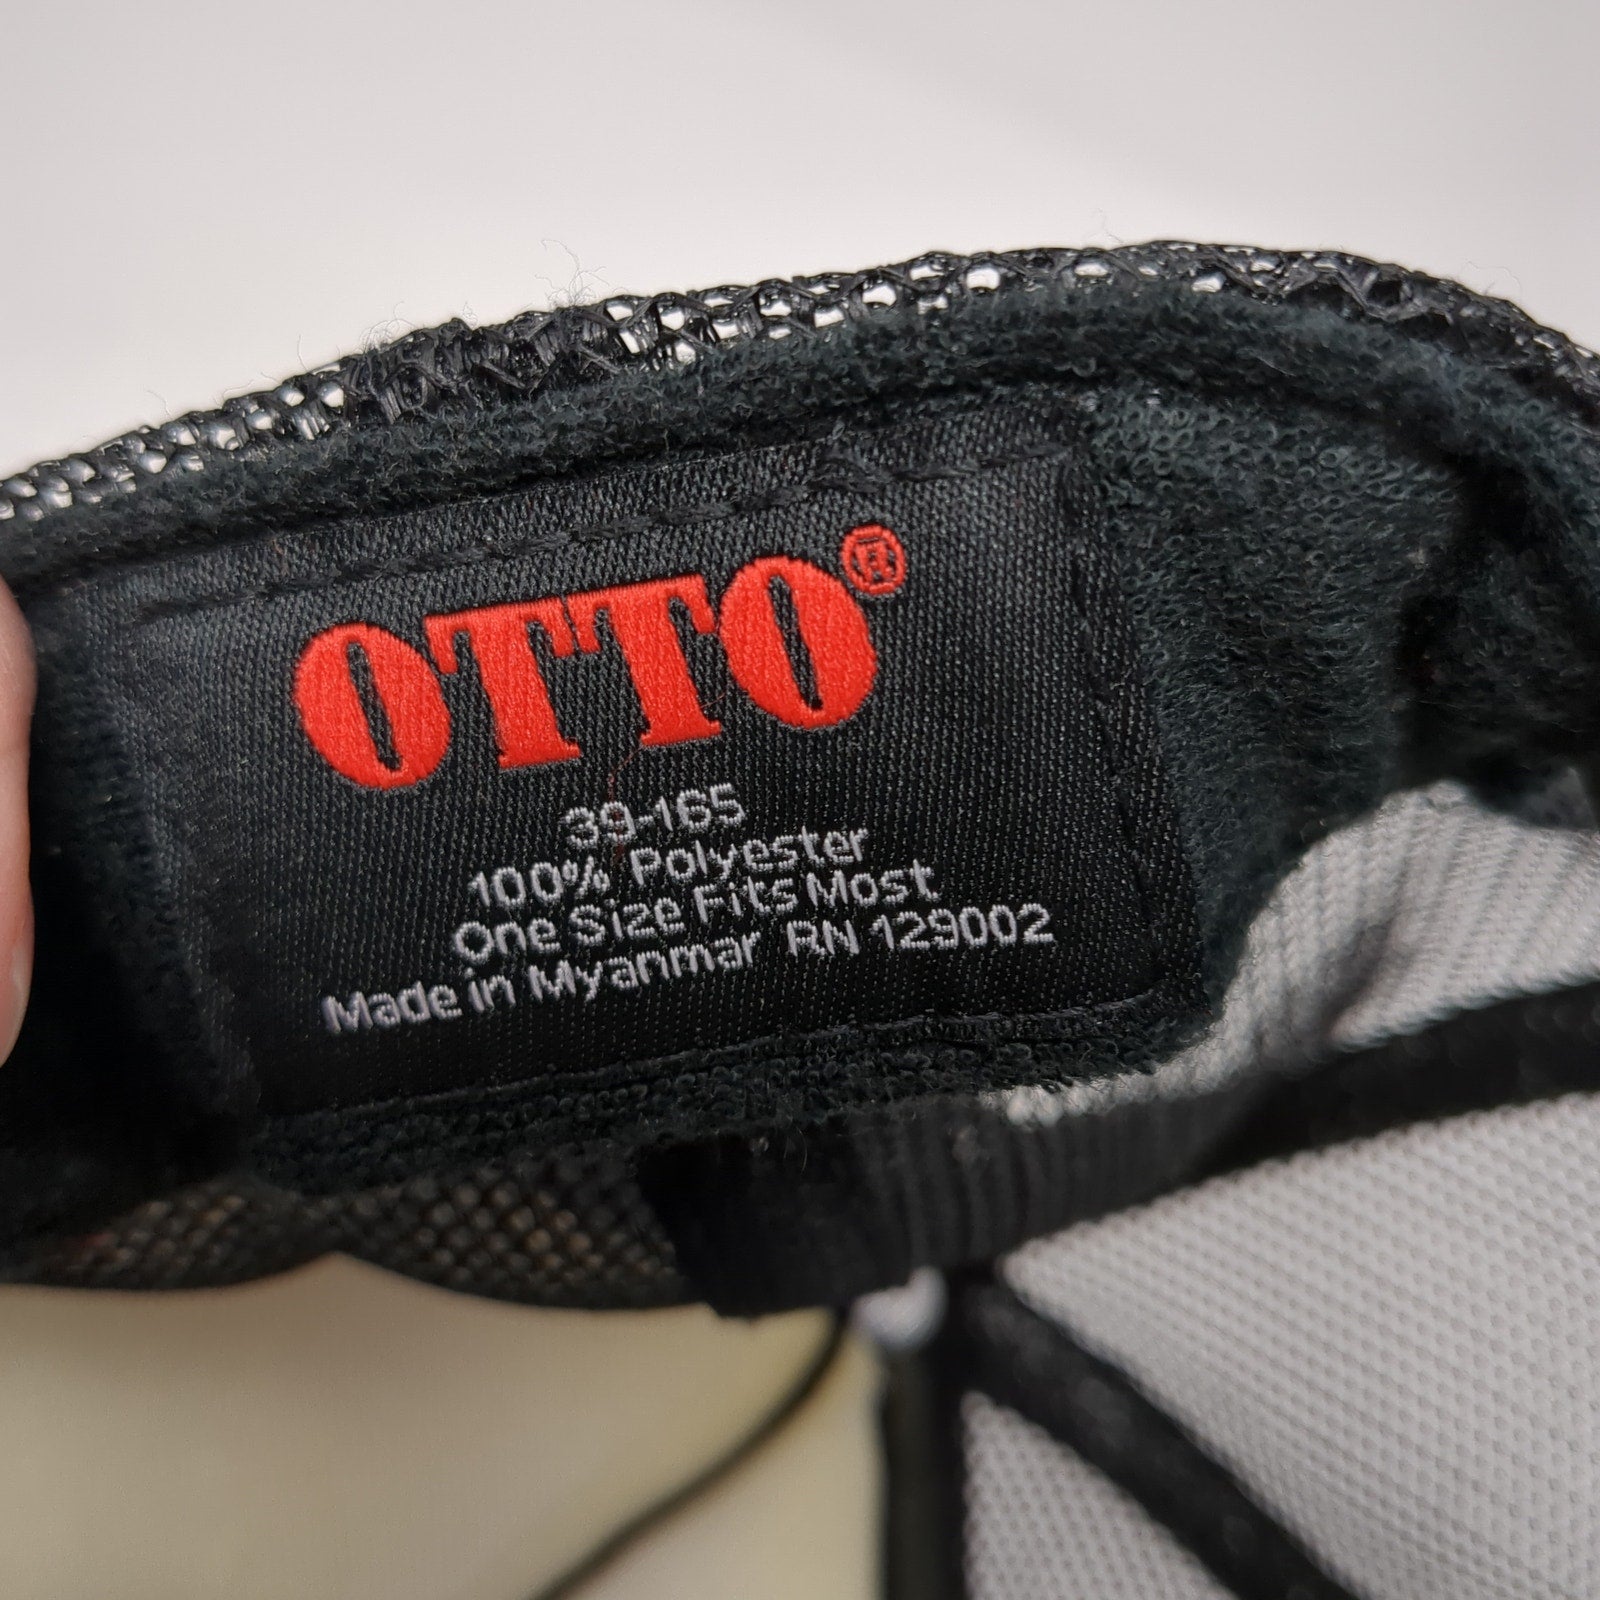 OTTO®
39-165
100% Polyester
One Size Fits Most
Made in Myanmar RN 129002